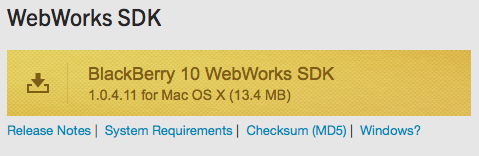 WebWorks SDK
BlackBerry 10 WebWorks SDK
1.0.4.11 for Mac OS X (13.4 MB)
Release Notes | System Requirements | Checksum (MD5) | Windows?